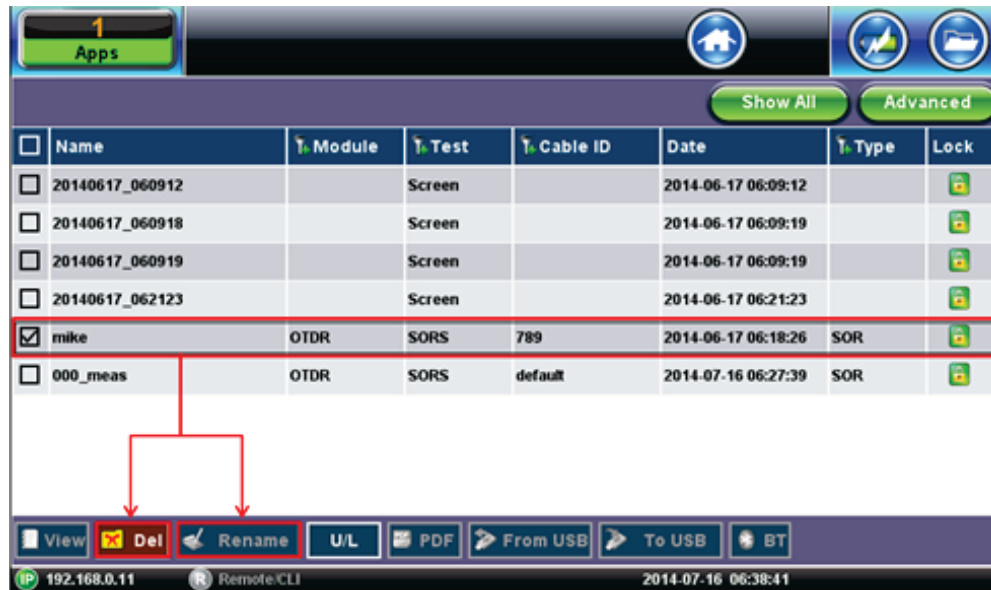 1
Apps
Show All Advanced
Name Module Test Cable ID Date Type Lock
20140617_060912 Screen 2014-06-17 06:09:12
20140617_060918 Screen 2014-06-17 06:09:19
20140617_060919 Screen 2014-06-17 06:09:19
20140617_062123 Screen 2014-06-17 06:21:23
mike OTDR SORS 789 2014-06-17 06:18:26 SOR
000_meas OTDR SORS default 2014-07-16 06:27:39 SOR
View Del Rename U/L PDF From USB To USB BT
IP 192.168.0.11 R Remote/CLI 2014-07-16 06:38:41